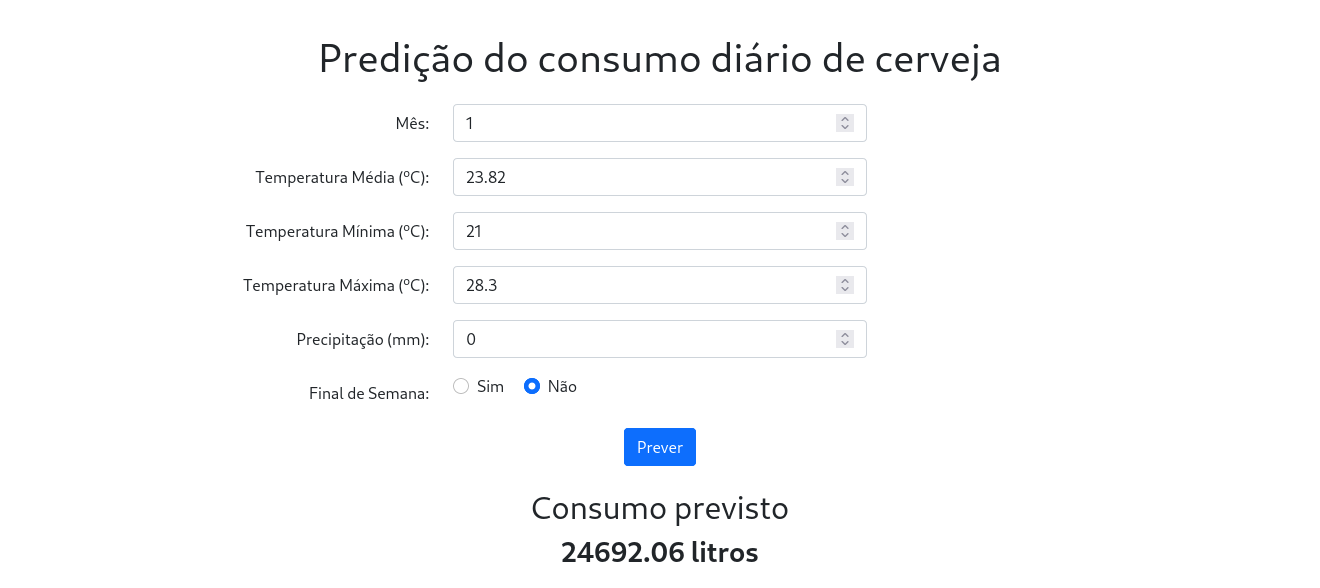 Predição do consumo diário de cerveja
Mês: 1
Temperatura Média (ºC): 23.82
Temperatura Mínima (ºC): 21
Temperatura Máxima (ºC): 28.3
Precipitação (mm): 0
Final de Semana: Sim Não
Prever
Consumo previsto
24692.06 litros